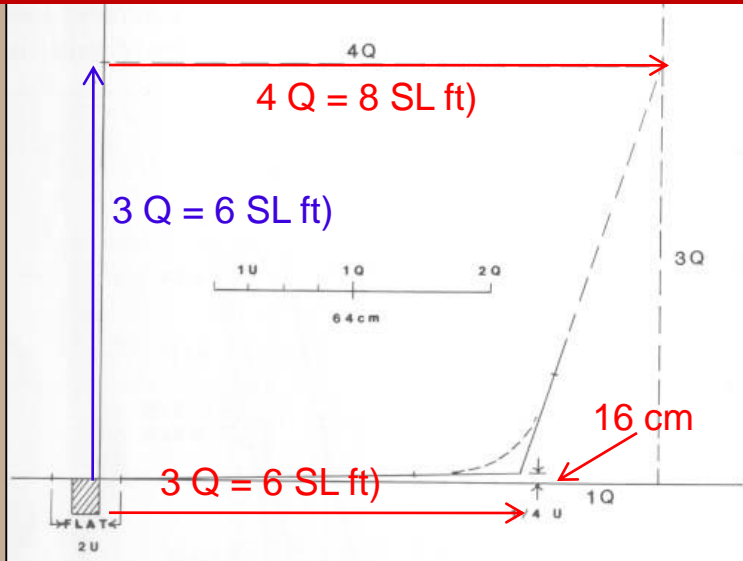 4Q
4 Q = 8 SL ft)
3 Q = 6 SL ft)
3Q
1U 1Q 2Q
64cm
16 cm
3 Q = 6 SL ft)
1Q
4 U
FLAT
2U